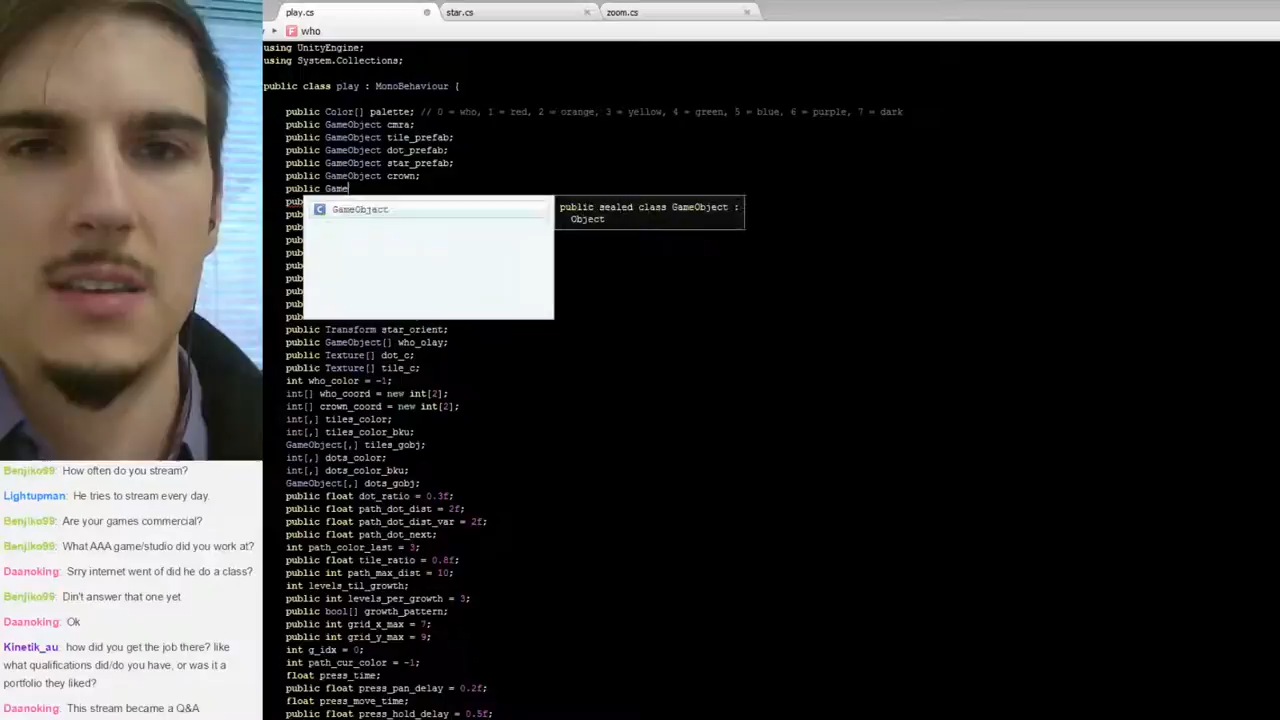 play.cs
star.cs
zoom.cs
who
using UnityEngine;
using System.Collections;
public class play : MonoBehaviour {
public Color[] palette; // 0 = who, 1 = red, 2 = orange, 3 = yellow, 4 = green, 5 = blue, 6 = purple, 7 = dark
public GameObject cmra;
public GameObject tile_prefab;
public GameObject dot_prefab;
public GameObject star_prefab;
public GameObject crown;
public Game
GameObject
public sealed class GameObject :
Object
pub
pub
pub
pub
pub
pub
pub
pub
pub
pub
public Transform star_orient;
public GameObject[] who_olay;
public Texture[] dot_c;
public Texture[] tile_c;
int who_color = -1;
int[] who_coord = new int[2];
int[] crown_coord = new int[2];
int[,] tiles_color;
int[,] tiles_color_bku;
GameObject[,] tiles_gobj;
int[,] dots_color;
int[,] dots_color_bku;
GameObject[,] dots_gobj;
public float dot_ratio = 0.3f;
public float path_dot_dist = 2f;
public float path_dot_dist_var = 2f;
public float path_dot_next;
int path_color_last = 3;
public float tile_ratio = 0.8f;
public int path_max_dist = 10;
int levels_til_growth;
public int levels_per_growth = 3;
public bool[] growth_pattern;
public int grid_x_max = 7;
public int grid_y_max = 9;
int g_idx = 0;
int path_cur_color = -1;
float press_time;
public float press_pan_delay = 0.2f;
float press_move_time;
public float press_hold_delay = 0.5f;
Benjiko99: How often do you stream?
Lightupman: He tries to stream every day.
Benjiko99: Are your games commercial?
Benjiko99: What AAA game/studio did you work at?
Daanoking: Srry internet went of did he do a class?
Benjiko99: Din't answer that one yet
Daanoking: Ok
Kinetik_au: how did you get the job there? like
what qualifications did/do you have, or was it a
portfolio they liked?
Daanoking: This stream became a Q&A